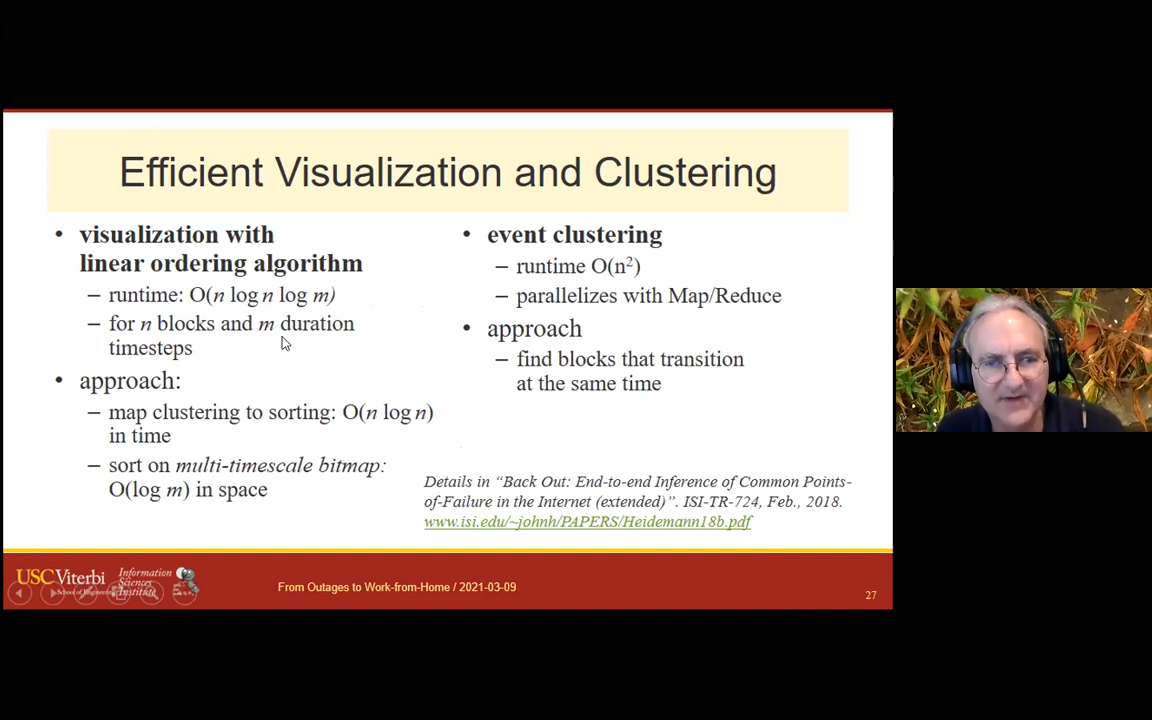 Efficient Visualization and Clustering
• visualization with
linear ordering algorithm
– runtime: O(n log n log m)
– for n blocks and m duration
timesteps
• approach:
– map clustering to sorting: O(n log n)
in time
– sort on multi-timescale bitmap:
O(log m) in space
• event clustering
– runtime O(n²)
– parallelizes with Map/Reduce
• approach
– find blocks that transition
at the same time
Details in “Back Out: End-to-end Inference of Common Points-
of-Failure in the Internet (extended)”. ISI-TR-724, Feb., 2018.
www.isi.edu/~johnh/PAPERS/Heidemann18b.pdf
USC Viterbi
School of Engineering
Information
Sciences
Institute
From Outages to Work-from-Home / 2021-03-09
27